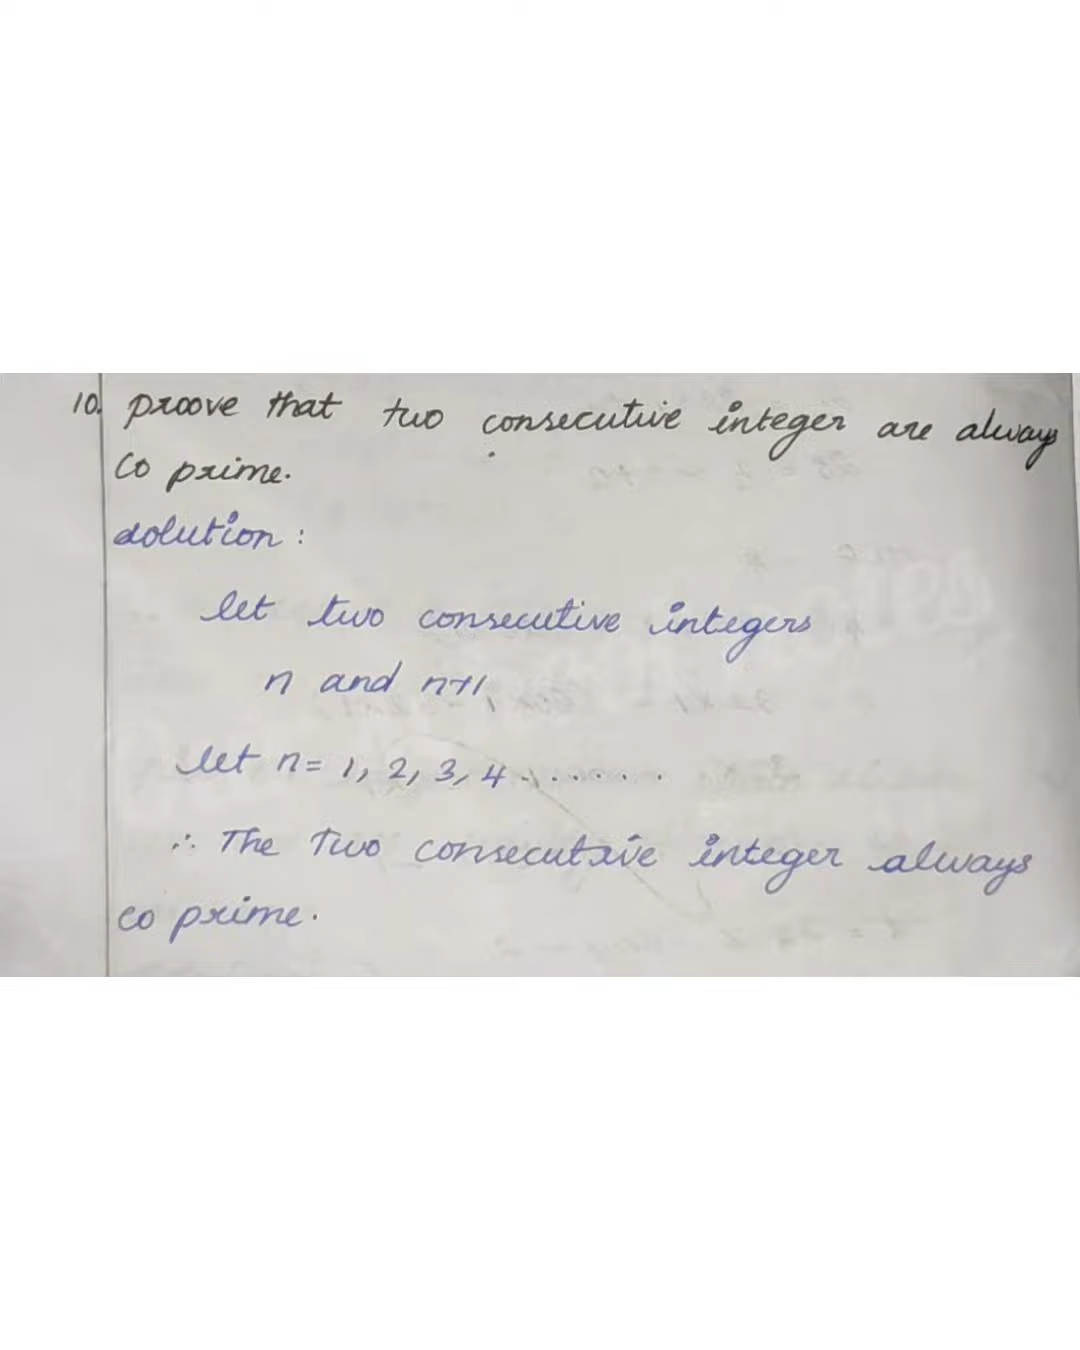 10. proove that two consecutive integer are always
co prime.
solution :
let two consecutive integers
n and n+1
let n= 1, 2, 3, 4 . . . . . .
∴ The Two consecutive integer always
co prime.